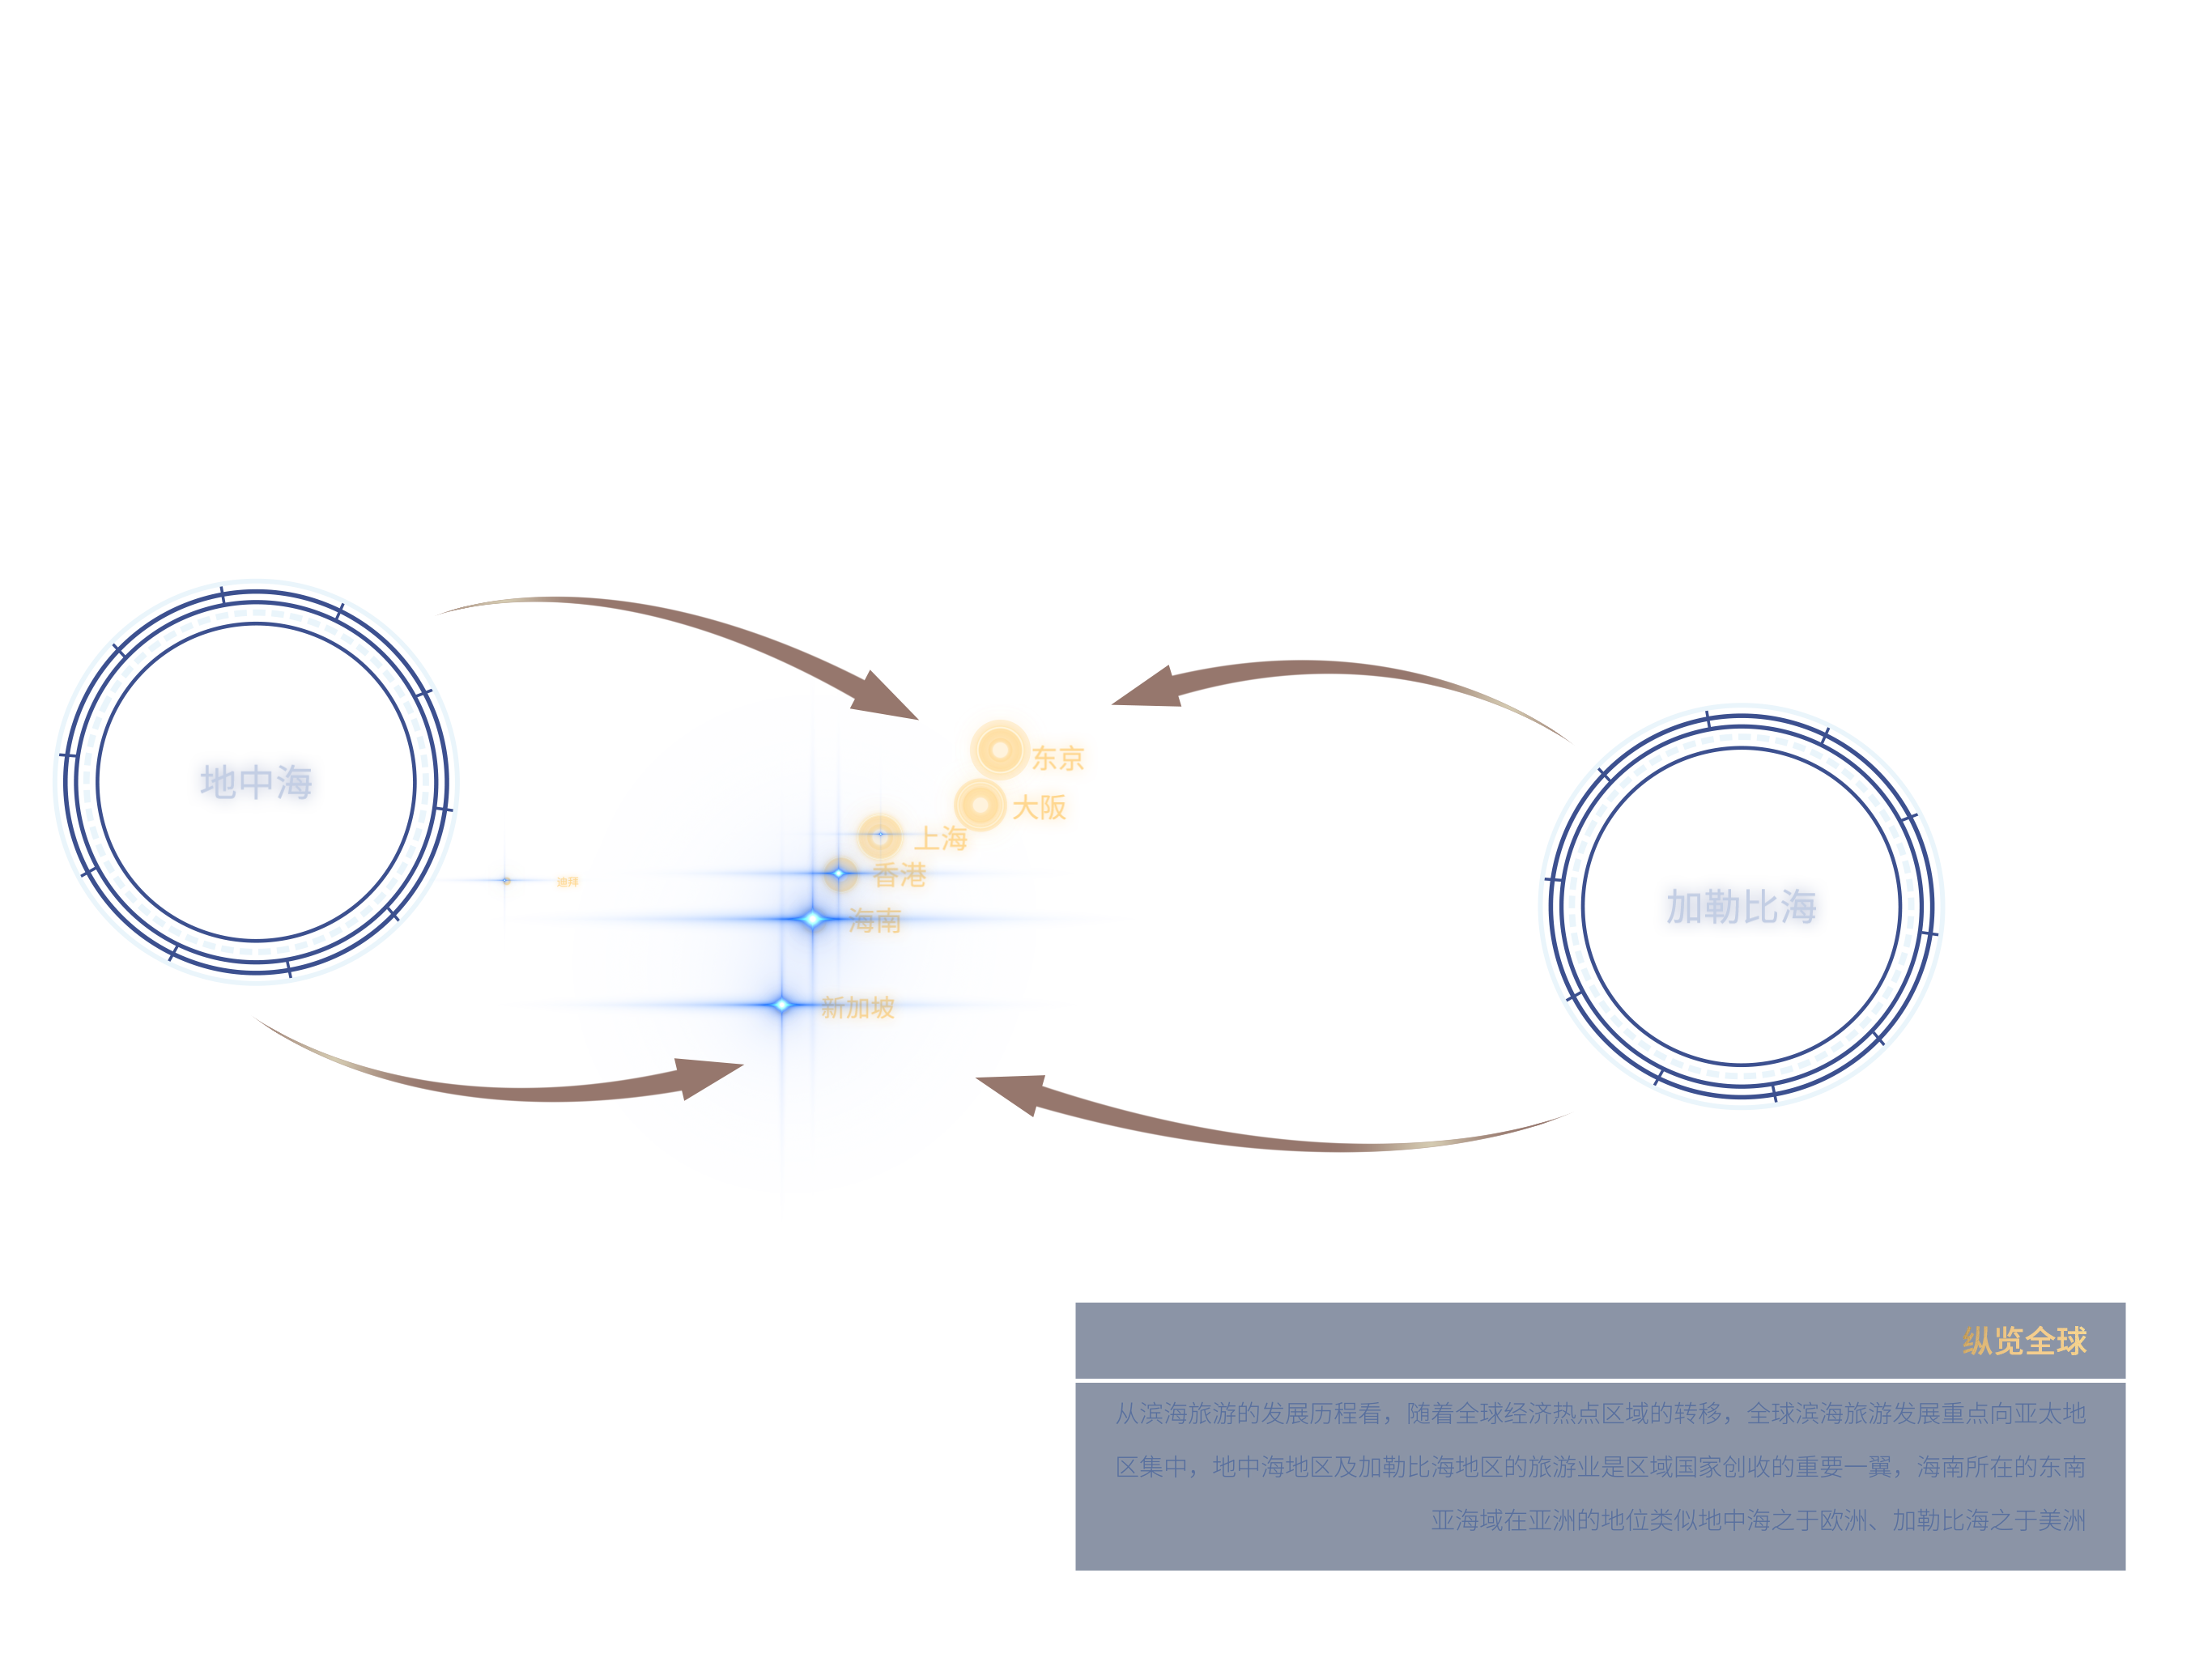 东京
地中海
大阪
上海
香港
迪拜
加勒比海
海南
新加坡
纵览全球
从滨海旅游的发展历程看，随着全球经济热点区域的转移，全球滨海旅游发展重点向亚太地
区集中，地中海地区及加勒比海地区的旅游业是区域国家创收的重要一翼，海南所在的东南
亚海域在亚洲的地位类似地中海之于欧洲、加勒比海之于美洲